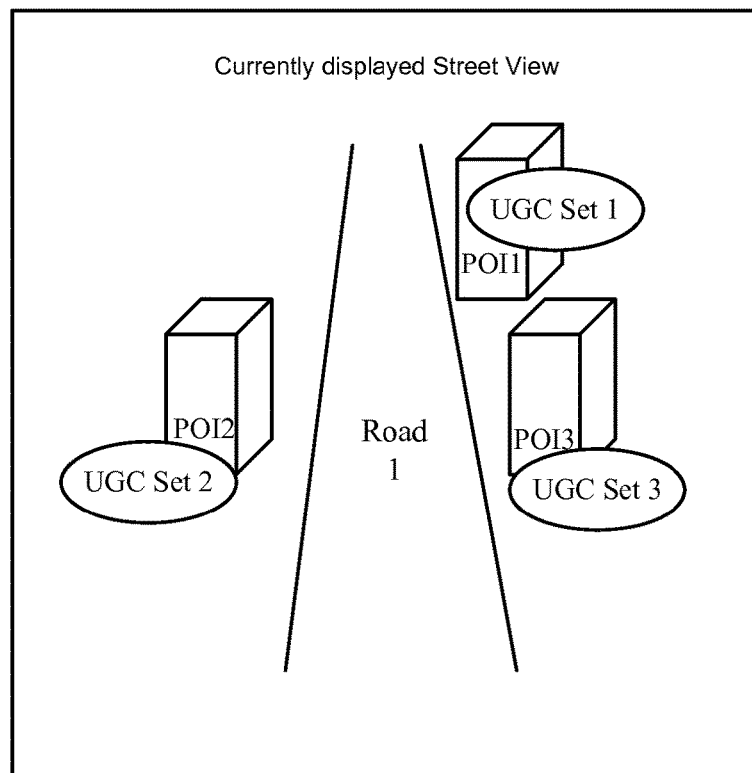 Currently displayed Street View
UGC Set 1
POI1
POI2
Road
1
POI3
UGC Set 2
UGC Set 3